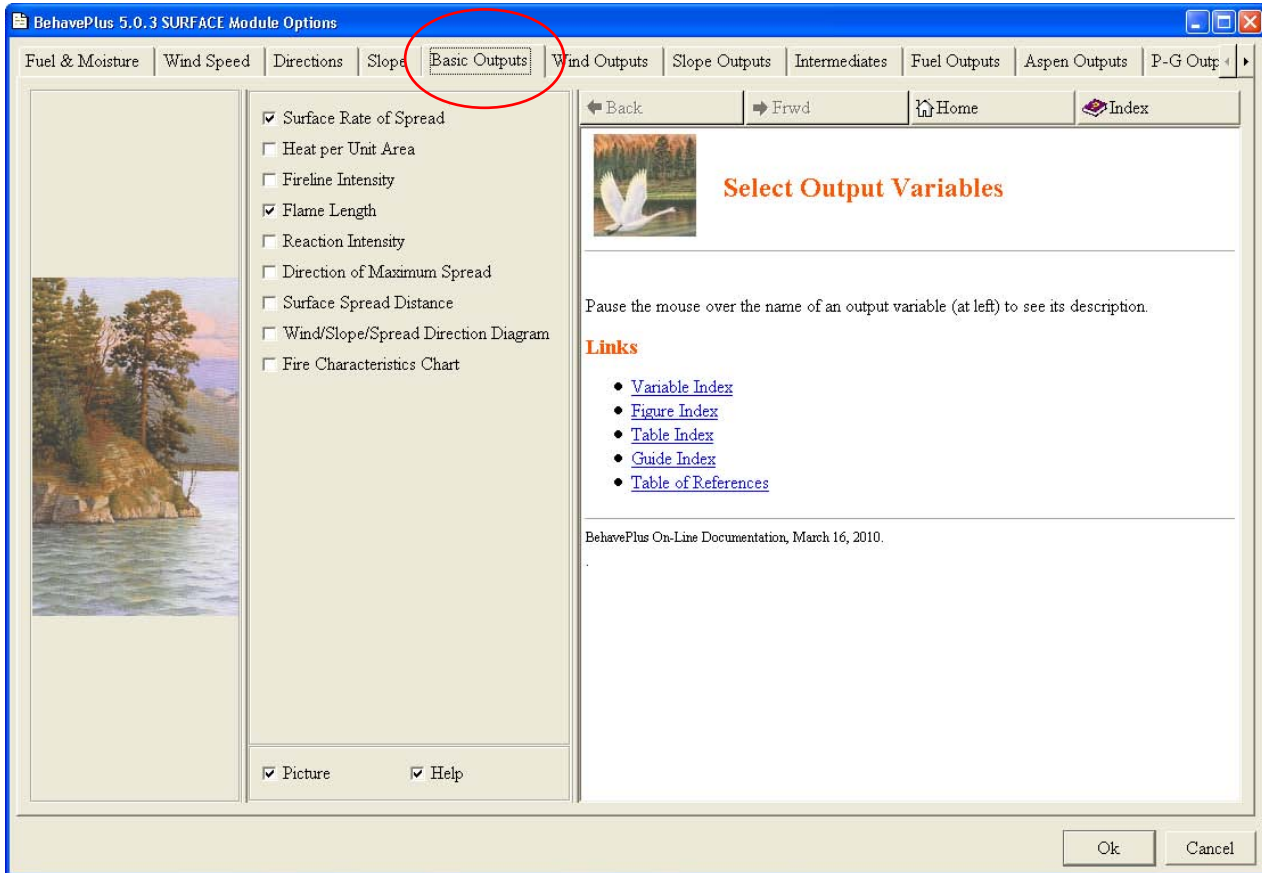 BehavePlus 5.0.3 SURFACE Module Options
Fuel & Moisture Wind Speed Directions Slope Basic Outputs Wind Outputs Slope Outputs Intermediates Fuel Outputs Aspen Outputs P-G Outp
Surface Rate of Spread
Heat per Unit Area
Fireline Intensity
Flame Length
Reaction Intensity
Direction of Maximum Spread
Surface Spread Distance
Wind/Slope/Spread Direction Diagram
Fire Characteristics Chart
Picture Help
Back Frwd Home Index
Select Output Variables
Pause the mouse over the name of an output variable (at left) to see its description.
Links
Variable Index
Figure Index
Table Index
Guide Index
Table of References
BehavePlus On-Line Documentation, March 16, 2010.
.
Ok Cancel